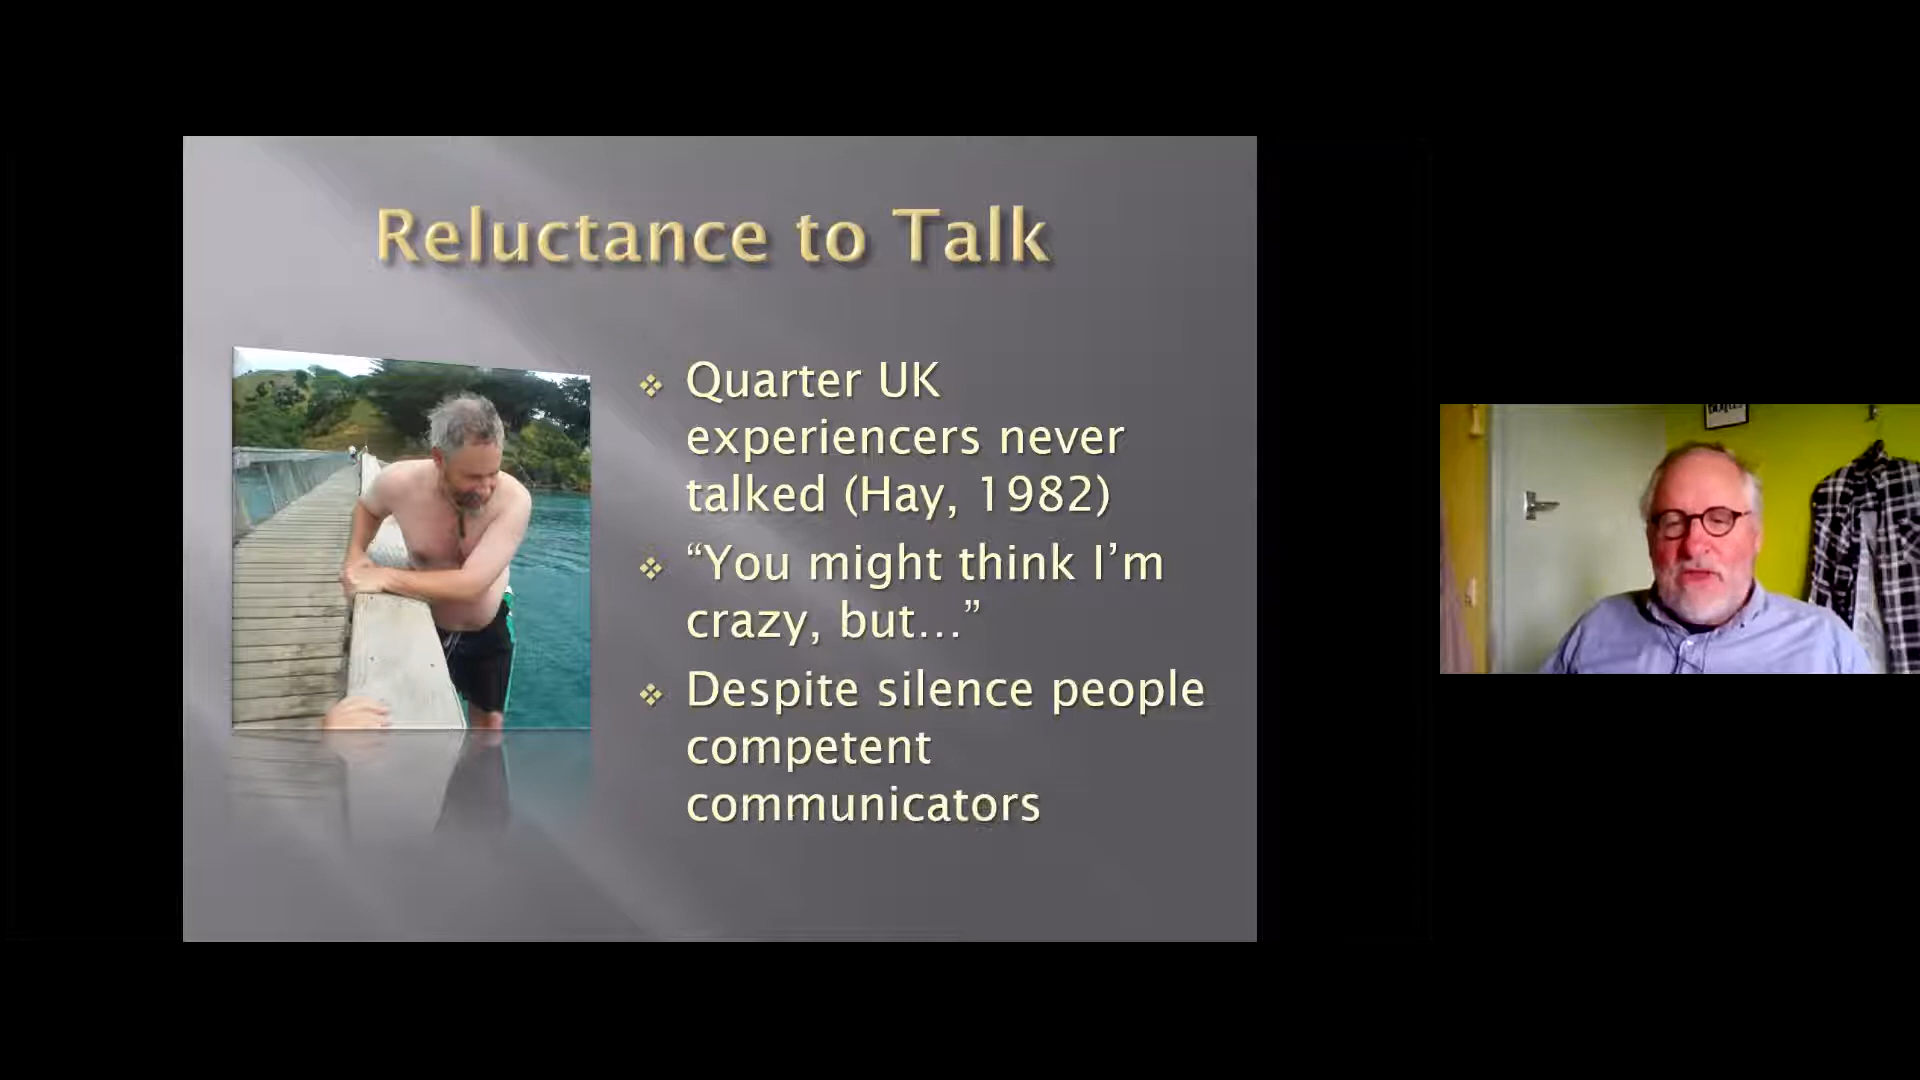 Reluctance to Talk
Quarter UK
experiencers never
talked (Hay, 1982)
“You might think I’m
crazy, but...”
Despite silence people
competent
communicators